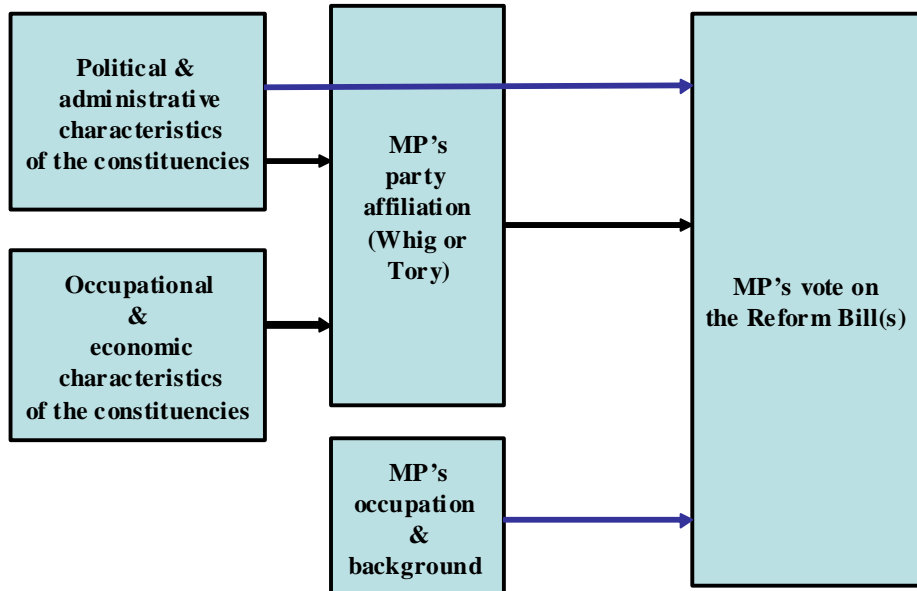 Political &
administrative
characteristics
of the constituencies
MP’s
party
affiliation
(Whig or
Tory)
Occupational
&
economic
characteristics
of the constituencies
MP’s vote on
the Reform Bill(s)
MP’s
occupation
&
background